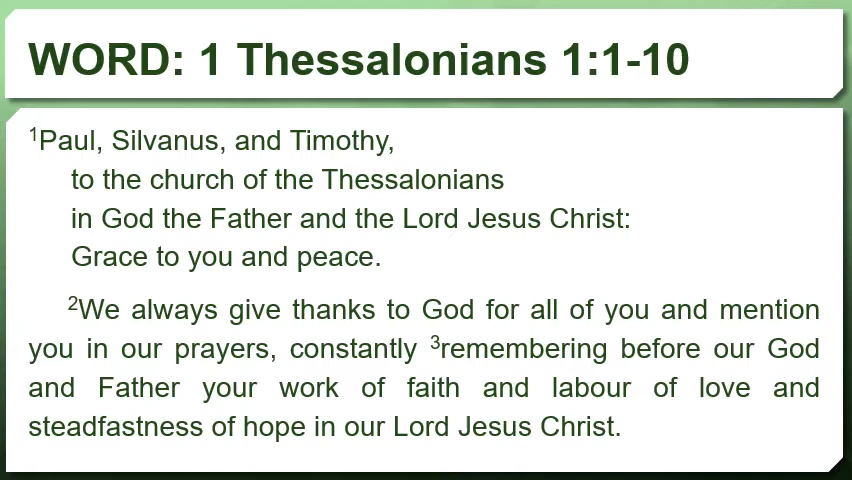 WORD: 1 Thessalonians 1:1-10
¹Paul, Silvanus, and Timothy,
to the church of the Thessalonians
in God the Father and the Lord Jesus Christ:
Grace to you and peace.
²We always give thanks to God for all of you and mention
you in our prayers, constantly ³remembering before our God
and Father your work of faith and labour of love and
steadfastness of hope in our Lord Jesus Christ.